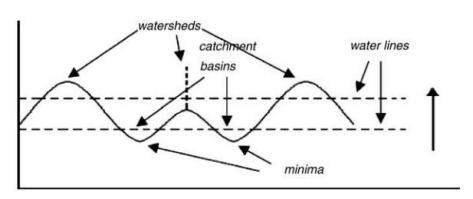 watersheds
catchment
basins
water lines
minima